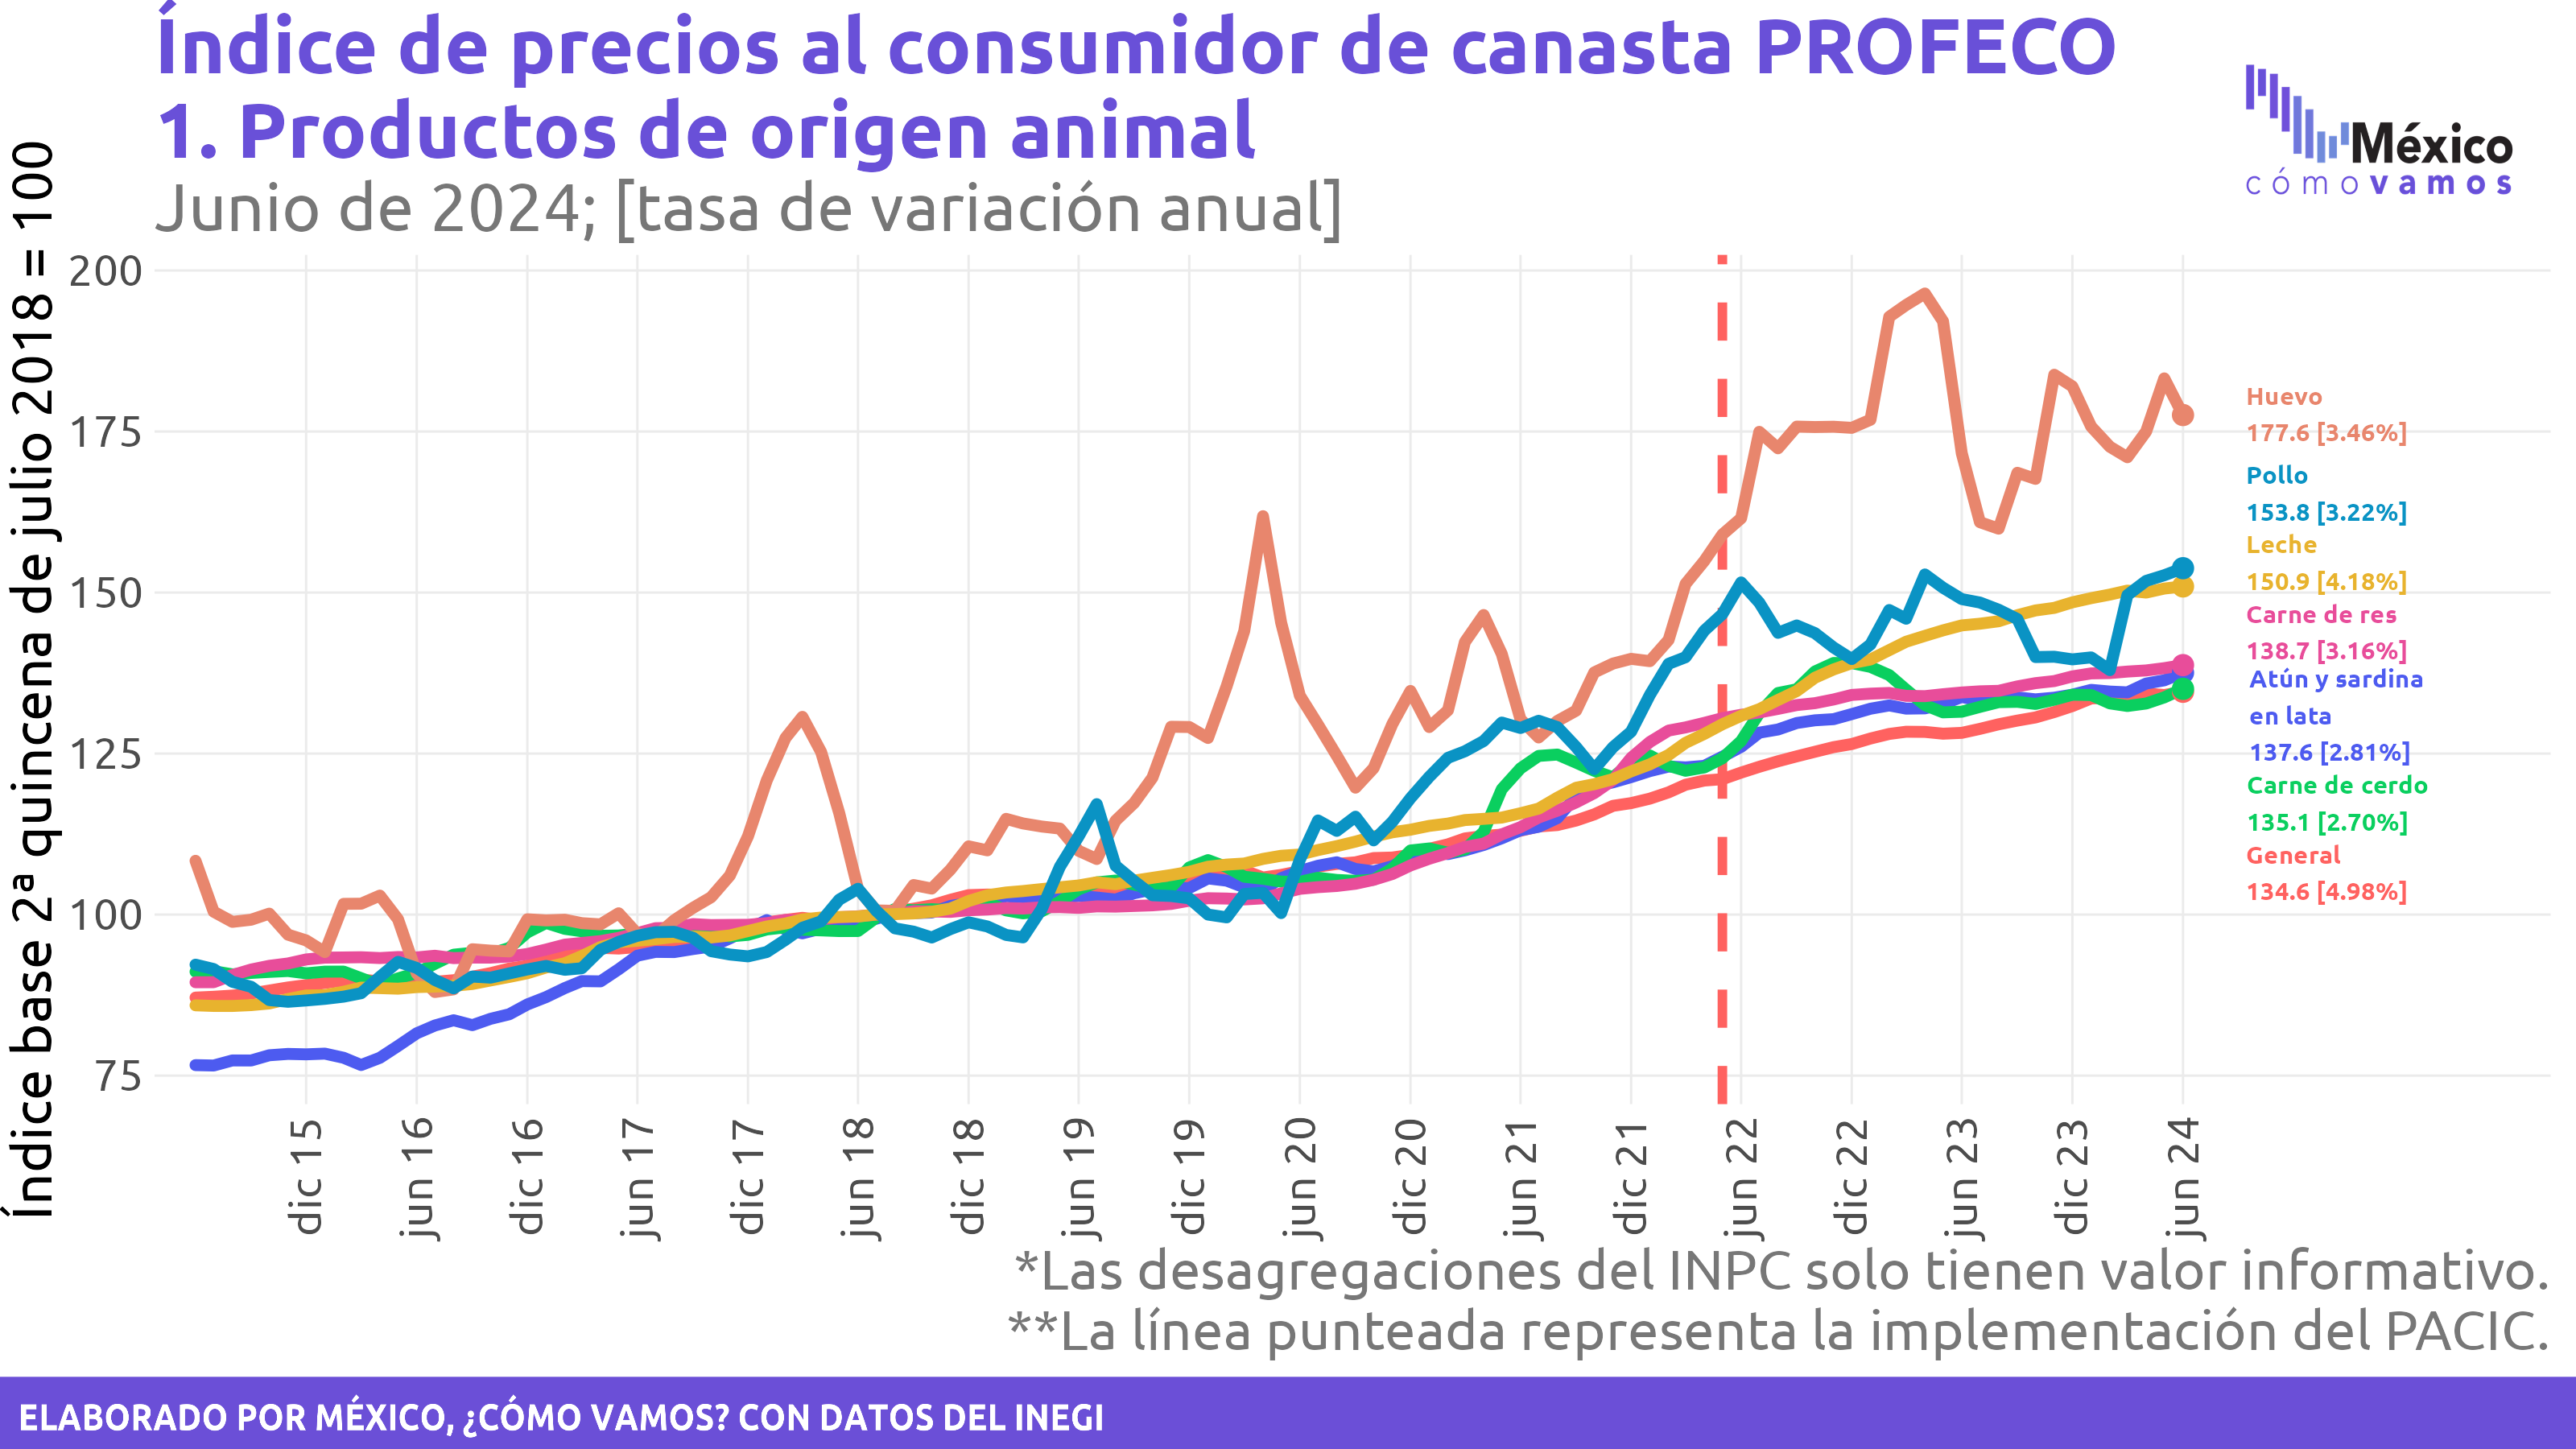 Índice de precios al consumidor de canasta PROFECO
1. Productos de origen animal
Junio de 2024; [tasa de variación anual]
México
cómo vamos
Índice base 2ª quincena de julio 2018 = 100
200
175
150
125
100
75
Huevo
177.6 [3.46%]
Pollo
153.8 [3.22%]
Leche
150.9 [4.18%]
Carne de res
138.7 [3.16%]
Atún y sardina
en lata
137.6 [2.81%]
Carne de cerdo
135.1 [2.70%]
General
134.6 [4.98%]
dic 15
jun 16
dic 16
jun 17
dic 17
jun 18
dic 18
jun 19
dic 19
jun 20
dic 20
jun 21
dic 21
jun 22
dic 22
jun 23
dic 23
jun 24
*Las desagregaciones del INPC solo tienen valor informativo.
**La línea punteada representa la implementación del PACIC.
ELABORADO POR MÉXICO, ¿CÓMO VAMOS? CON DATOS DEL INEGI